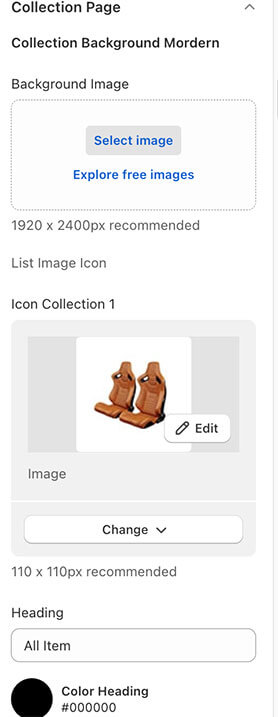 Collection Page
Collection Background Mordern
Background Image
Select image
Explore free images
1920 x 2400px recommended
List Image Icon
Icon Collection 1
Edit
Image
Change
110 x 110px recommended
Heading
All Item
Color Heading
#000000